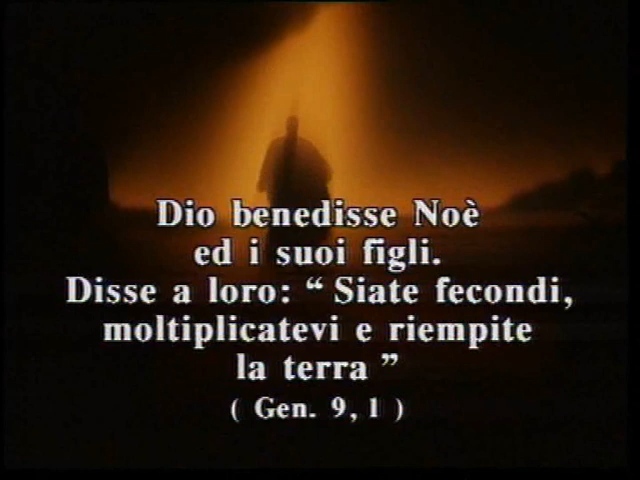 Dio benedisse Noè
ed i suoi figli.
Disse a loro: “ Siate fecondi,
moltiplicatevi e riempite
la terra ”
( Gen. 9, 1 )